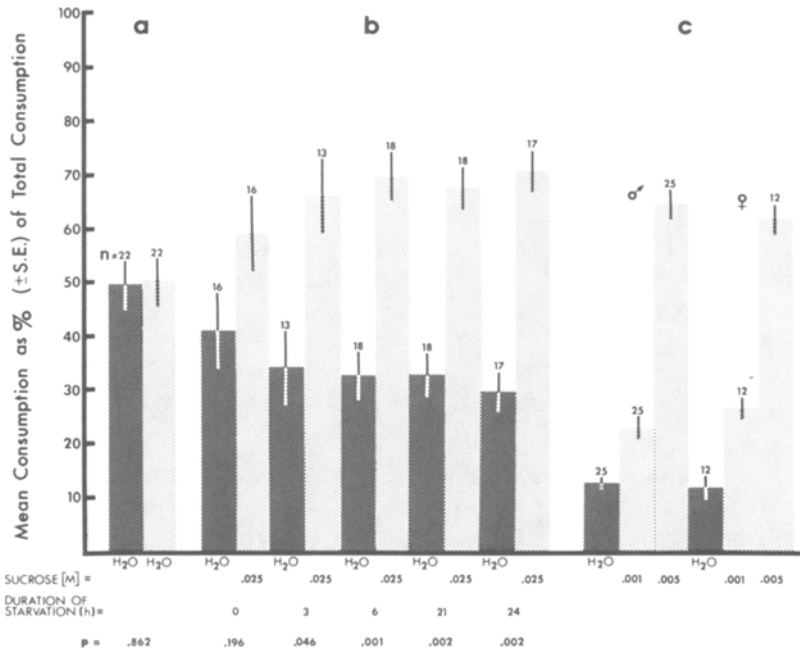 a b c
Mean Consumption as % (±S.E.) of Total Consumption
100
90
80
70
60
50
40
30
20
10
n=22 22
16 16
13 13
18 18
18 18
17 17
♂ 25
25
25
♀ 12
12
12
H₂O H₂O H₂O H₂O H₂O H₂O H₂O H₂O H₂O
SUCROSE [M] = .025 .025 .025 .025 .025 .001 .005 .001 .005
DURATION OF
STARVATION (h)= 0 3 6 21 24
p = .862 .196 .046 .001 .002 .002